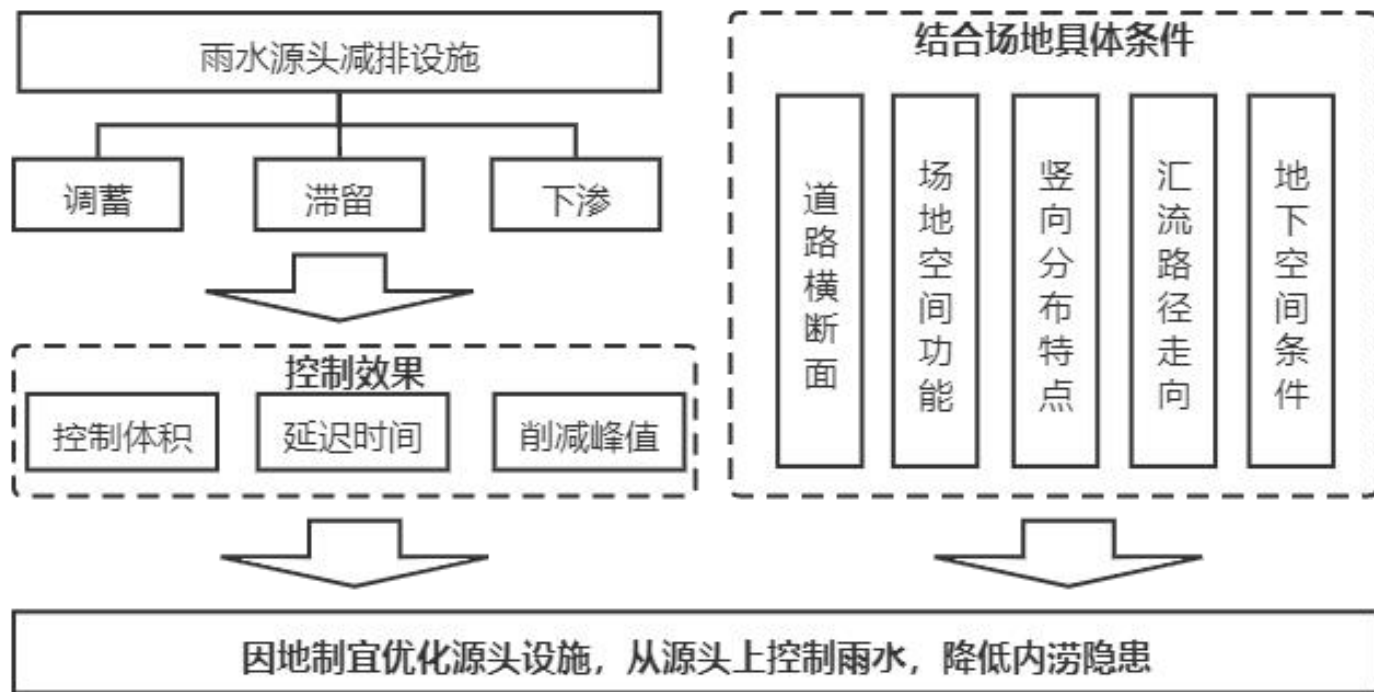 雨水源头减排设施
调蓄
滞留
下渗
控制效果
控制体积
延迟时间
削减峰值
结合场地具体条件
道路横断面
场地空间功能
竖向分布特点
汇流路径走向
地下空间条件
因地制宜优化源头设施，从源头上控制雨水，降低内涝隐患